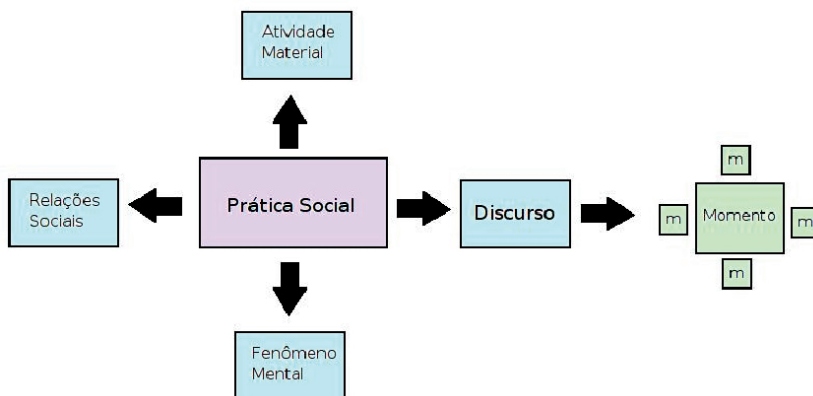 Atividade
Material
Relações
Sociais
Prática Social
Discurso
m
m
Momento
m
m
Fenômeno
Mental